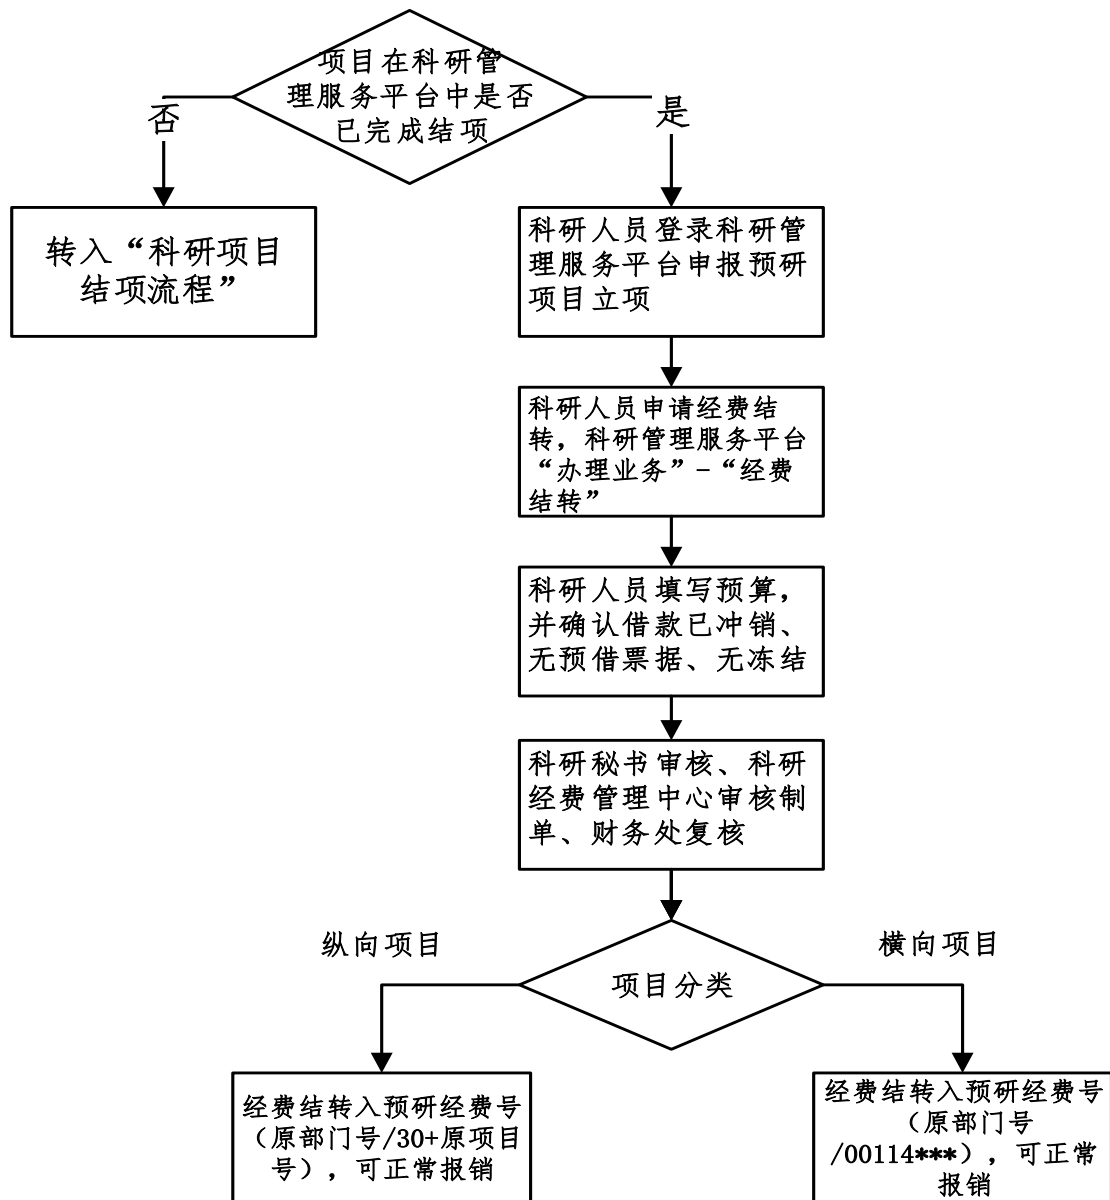 项目在科研管
理服务平台中是否
已完成结项
否
是
转入“科研项目
结项流程”
科研人员登录科研管
理服务平台申报预研
项目立项
科研人员申请经费结
转，科研管理服务平台
“办理业务”-“经费
结转”
科研人员填写预算，
并确认借款已冲销、
无预借票据、无冻结
科研秘书审核、科研
经费管理中心审核制
单、财务处复核
纵向项目
横向项目
项目分类
经费结转入预研经费号
（原部门号/30+原项目
号），可正常报销
经费结转入预研经费号
（原部门号
/00114***），可正常
报销